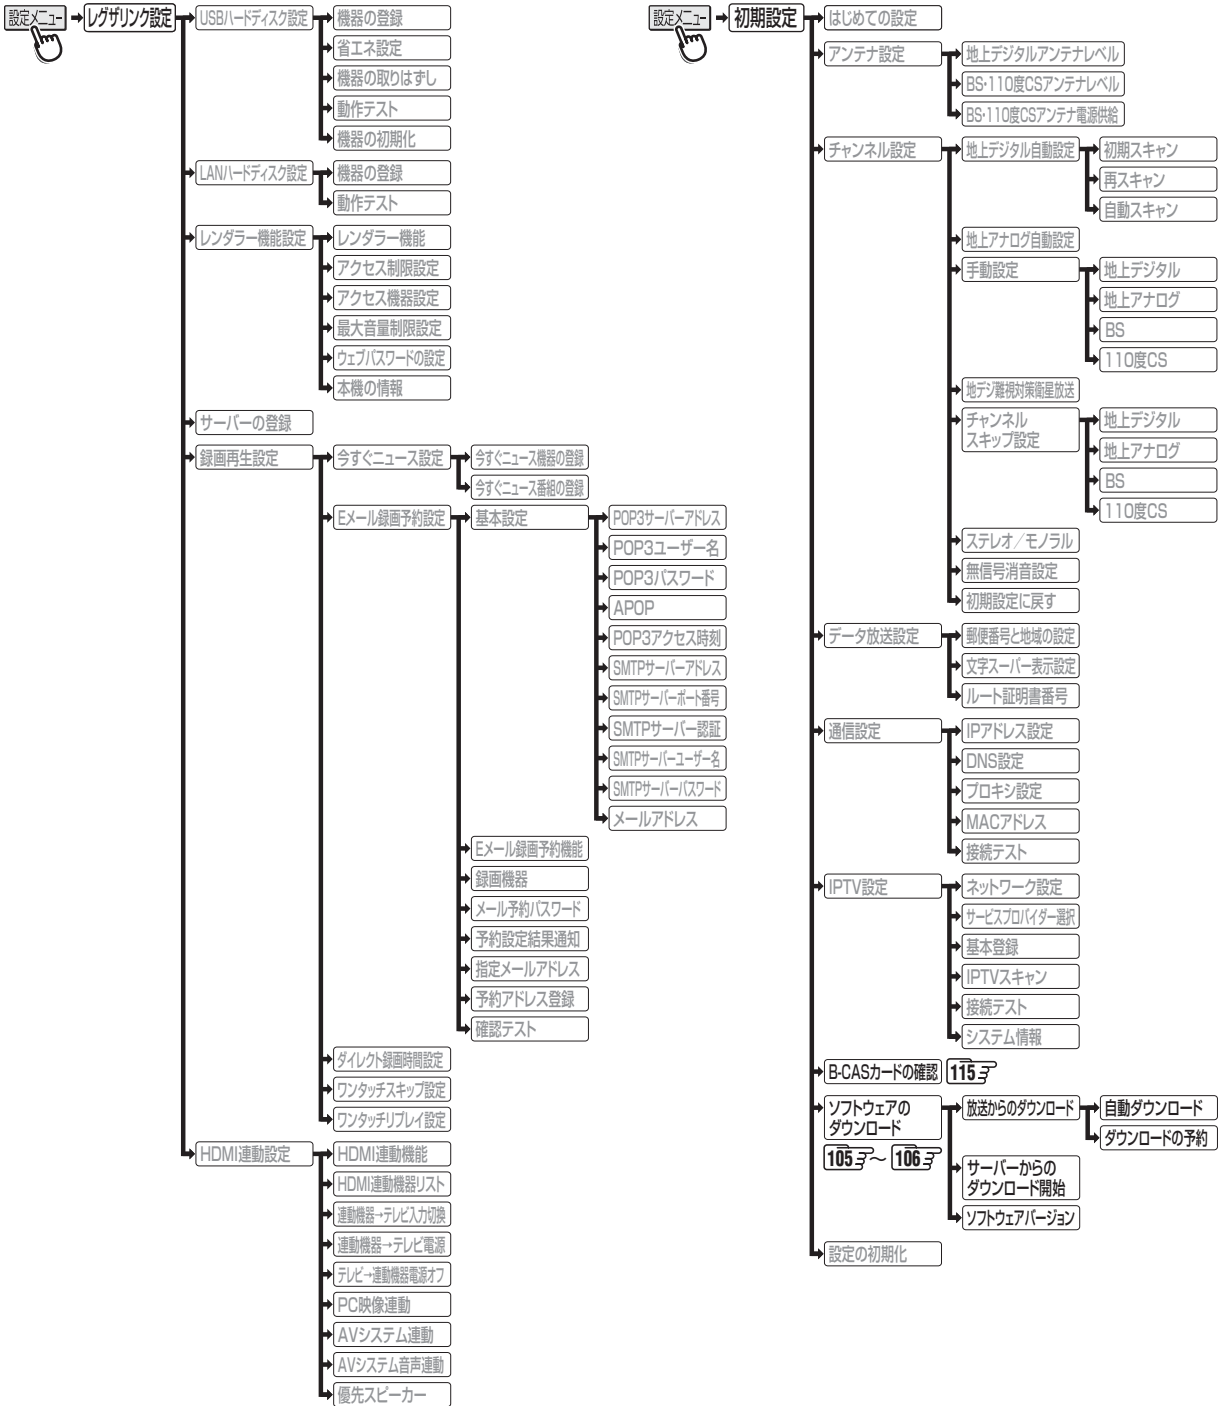 設定メニュー
レグザリンク設定
USBハードディスク設定
機器の登録
省エネ設定
機器の取りはずし
動作テスト
機器の初期化
LANハードディスク設定
機器の登録
動作テスト
レンダラー機能設定
レンダラー機能
アクセス制限設定
アクセス機器設定
最大音量制限設定
ウェブパスワードの設定
本機の情報
サーバーの登録
録画再生設定
今すぐニュース設定
今すぐニュース機器の登録
今すぐニュース番組の登録
Eメール録画予約設定
基本設定
POP3サーバーアドレス
POP3ユーザー名
POP3パスワード
APOP
POP3アクセス時刻
SMTPサーバーアドレス
SMTPサーバーポート番号
SMTPサーバー認証
SMTPサーバーユーザー名
SMTPサーバーパスワード
メールアドレス
Eメール録画予約機能
録画機器
メール予約パスワード
予約設定結果通知
指定メールアドレス
予約アドレス登録
確認テスト
ダイレクト録画時間設定
ワンタッチスキップ設定
ワンタッチリプレイ設定
HDMI連動設定
HDMI連動機能
HDMI連動機器リスト
連動機器→テレビ入力切換
連動機器→テレビ電源
テレビ→連動機器電源オフ
PC映像連動
AVシステム連動
AVシステム音声連動
優先スピーカー
設定メニュー
初期設定
はじめての設定
アンテナ設定
地上デジタルアンテナレベル
BS・110度CSアンテナレベル
BS・110度CSアンテナ電源供給
チャンネル設定
地上デジタル自動設定
初期スキャン
再スキャン
自動スキャン
地上アナログ自動設定
手動設定
地上デジタル
地上アナログ
BS
110度CS
地デジ難視対策衛星放送
チャンネル
スキップ設定
地上デジタル
地上アナログ
BS
110度CS
ステレオ／モノラル
無信号消音設定
初期設定に戻す
データ放送設定
郵便番号と地域の設定
文字スーパー表示設定
ルート証明書番号
通信設定
IPアドレス設定
DNS設定
プロキシ設定
MACアドレス
接続テスト
IPTV設定
ネットワーク設定
サービスプロバイダー選択
基本登録
IPTVスキャン
接続テスト
システム情報
B-CASカードの確認 115
ソフトウェアの
ダウンロード
105～106
放送からのダウンロード
自動ダウンロード
ダウンロードの予約
サーバーからの
ダウンロード開始
ソフトウェアバージョン
設定の初期化